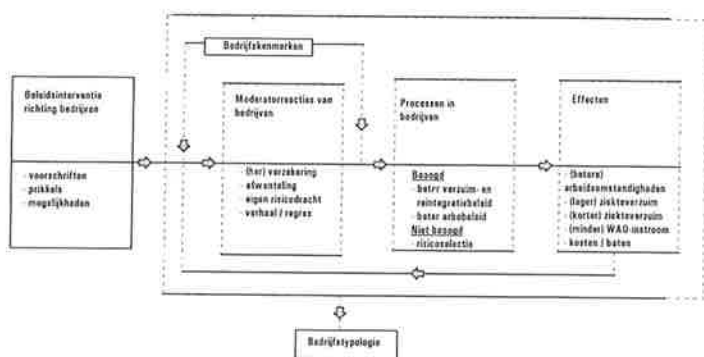 Bedrijfskenmerken
Beleidsinterventie
richting bedrijven
- voorschriften
- prikkels
- mogelijkheden
Moderatorreacties van
bedrijven
- (her) verzekering
- afwenteling
- eigen risicodracht
- verhaal / regres
Processen in
bedrijven
Beoogd
- beter verzuim- en
reintegratiebeleid
- beter arbobeleid
Niet beoogd
- risicoselectie
Effecten
- (betere)
arbeidsomstandigheden
- (lager) ziekteverzuim
- (korter) ziekteverzuim
- (minder) WAO-instroom
- kosten / baten
Bedrijfstypologie